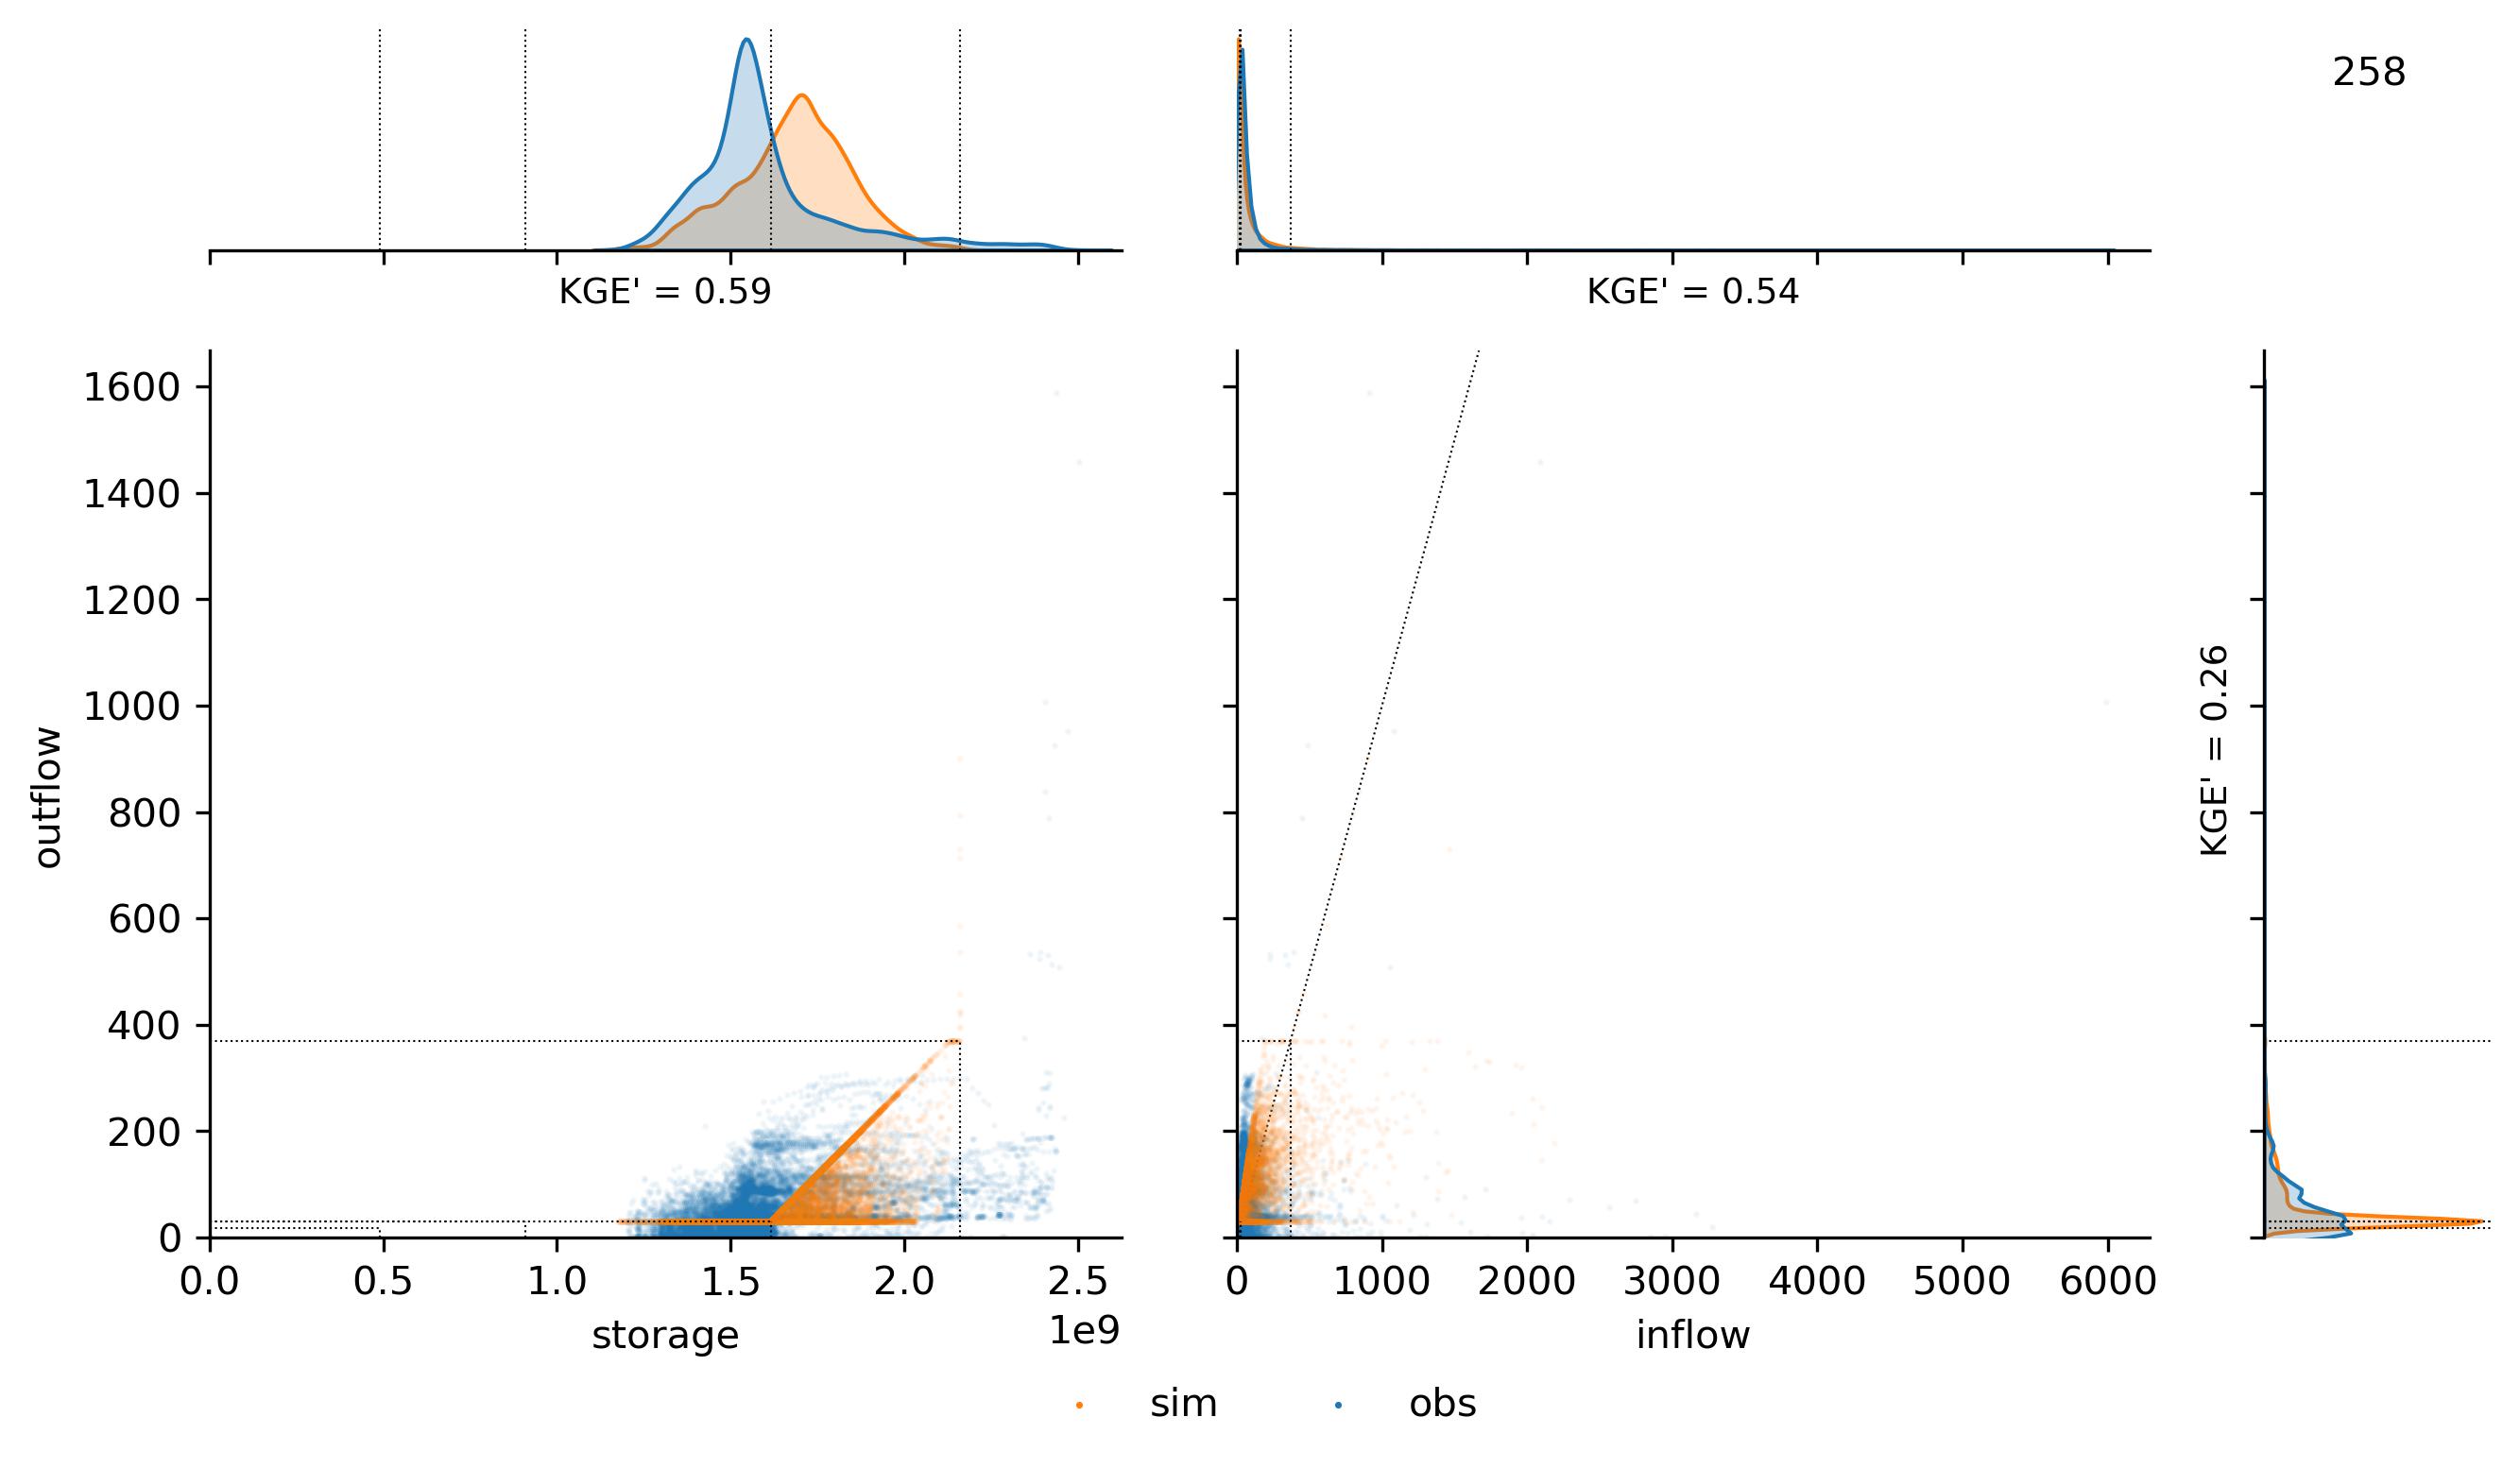 258
KGE' = 0.59
KGE' = 0.54
1600
1400
1200
1000
800
600
400
200
0
outflow
KGE' = 0.26
0.0 0.5 1.0 1.5 2.0 2.5
1e9
storage
0 1000 2000 3000 4000 5000 6000
inflow
sim obs